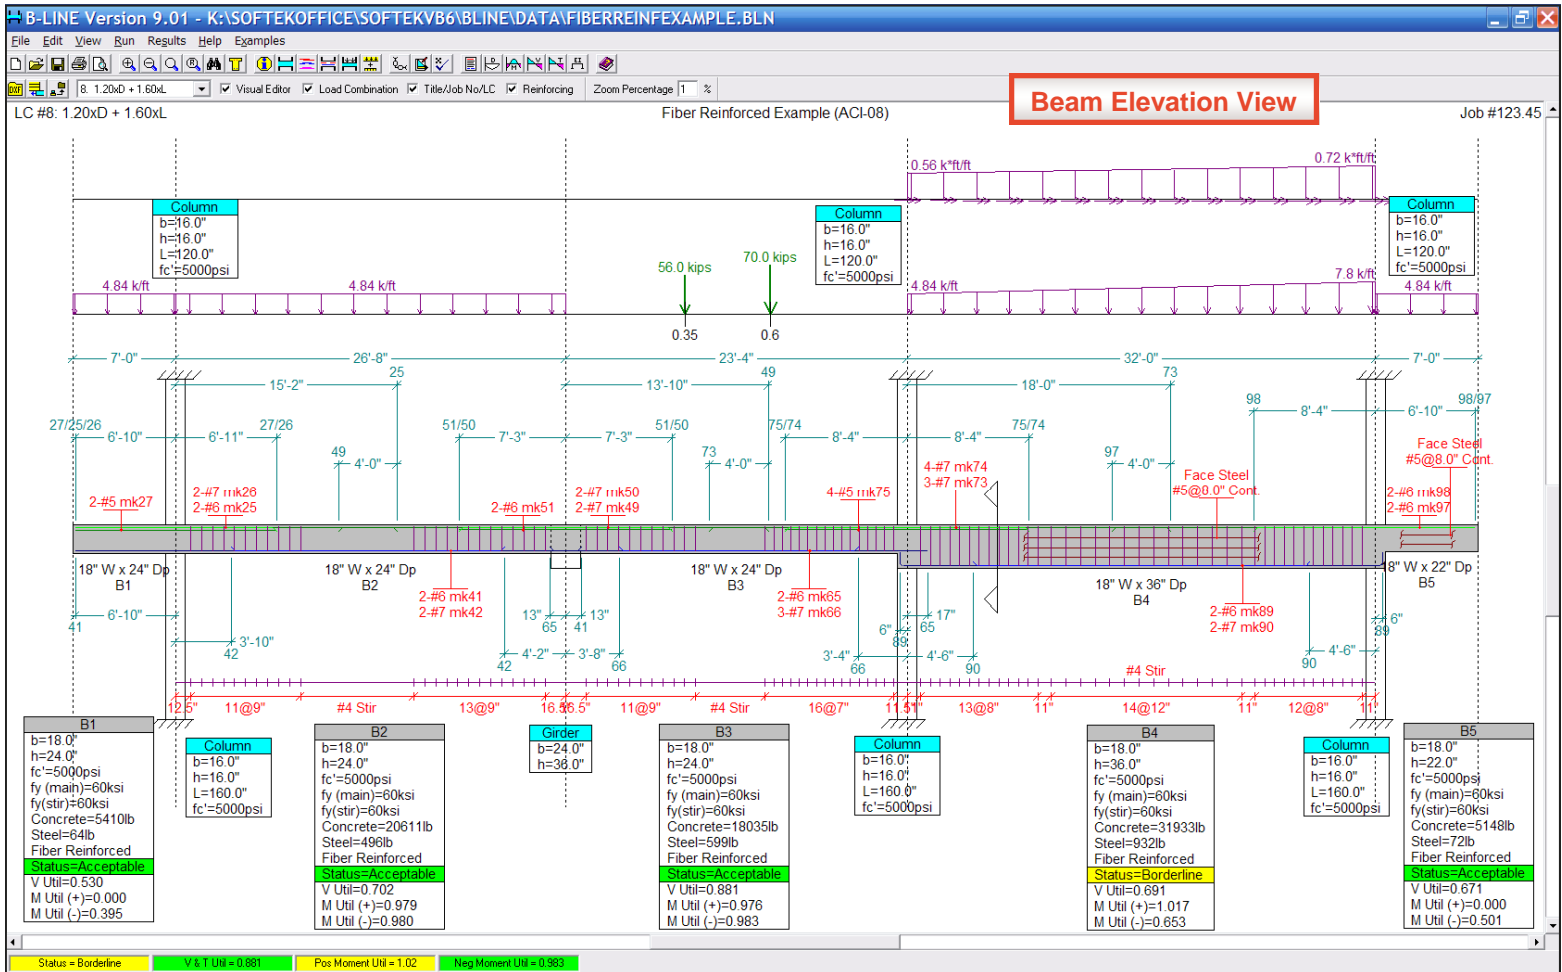 B-LINE Version 9.01 - K:\SOFTEKOFFICE\SOFTEKVB6\BLINE\DATA\FIBERREINFEXAMPLE.BLN
File Edit View Run Results Help Examples
8. 1.20xD + 1.60xL Visual Editor Load Combination Title/Job No/LC Reinforcing Zoom Percentage 1 %
Beam Elevation View
LC #8: 1.20xD + 1.60xL Fiber Reinforced Example (ACI-08) Job #123.45
0.56 k*ft/ft 0.72 k*ft/ft
Column
b=16.0"
h=16.0"
L=120.0"
fc'=5000psi
Column
b=16.0"
h=16.0"
L=120.0"
fc'=5000psi
Column
b=16.0"
h=16.0"
L=120.0"
fc'=5000psi
56.0 kips 70.0 kips
4.84 k/ft 4.84 k/ft 4.84 k/ft 7.8 k/ft 4.84 k/ft
0.35 0.6
7'-0" 26'-8" 23'-4" 32'-0" 7'-0"
25 49 73
15'-2" 13'-10" 18'-0"
98 98/97
8'-4" 6'-10"
27/25/26 27/26 51/50 51/50 75/74 75/74
6'-10" 6'-11" 7'-3" 7'-3" 8'-4" 8'-4"
49 73 97
4'-0" 4'-0" 4'-0"
Face Steel
#5@8.0" Cont.
4-#7 mk74
3-#7 mk73
Face Steel
#5@8.0" Cont.
2-#5 mk27
2-#7 mk26
2-#6 mk25
2-#6 mk51
2-#7 mk50
2-#7 mk49
4-#5 mk75
2-#6 mk98
2-#6 mk97
18" W x 24" Dp
B1
18" W x 24" Dp
B2
18" W x 24" Dp
B3
18" W x 36" Dp
B4
8" W x 22" Dp
B5
2-#6 mk41
2-#7 mk42
2-#6 mk65
3-#7 mk66
2-#6 mk89
2-#7 mk90
6'-10" 13" 13" 17" 6"
41 65 41 6" 65 89
89
3'-10" 4'-2" 3'-8" 3'-4" 4'-6" 4'-6"
42 42 66 66 90 90
#4 Stir
12.5" 11@9" #4 Stir 13@9" 11@9" #4 Stir 16@7" 13@8" 11" 14@12" 11" 12@8" 11"
B1
b=18.0"
h=24.0"
fc'=5000psi
fy (main)=60ksi
fy(stir)=60ksi
Concrete=5410lb
Steel=64lb
Fiber Reinforced
Status=Acceptable
V Util=0.530
M Util (+)=0.000
M Util (-)=0.395
Column
b=16.0"
h=16.0"
L=160.0"
fc'=5000psi
B2
b=18.0"
h=24.0"
fc'=5000psi
fy (main)=60ksi
fy(stir)=60ksi
Concrete=20611lb
Steel=496lb
Fiber Reinforced
Status=Acceptable
V Util=0.702
M Util (+)=0.979
M Util (-)=0.980
Girder
b=24.0"
h=36.0"
B3
b=18.0"
h=24.0"
fc'=5000psi
fy (main)=60ksi
fy(stir)=60ksi
Concrete=18035lb
Steel=599lb
Fiber Reinforced
Status=Acceptable
V Util=0.881
M Util (+)=0.976
M Util (-)=0.983
Column
b=16.0"
h=16.0"
L=160.0"
fc'=5000psi
B4
b=18.0"
h=36.0"
fc'=5000psi
fy (main)=60ksi
fy(stir)=60ksi
Concrete=31933lb
Steel=932lb
Fiber Reinforced
Status=Borderline
V Util=0.691
M Util (+)=1.017
M Util (-)=0.653
Column
b=16.0"
h=16.0"
L=160.0"
fc'=5000psi
B5
b=18.0"
h=22.0"
fc'=5000psi
fy (main)=60ksi
fy(stir)=60ksi
Concrete=5148lb
Steel=72lb
Fiber Reinforced
Status=Acceptable
V Util=0.671
M Util (+)=0.000
M Util (-)=0.501
Status = Borderline V & T Util = 0.881 Pos Moment Util = 1.02 Neg Moment Util = 0.983